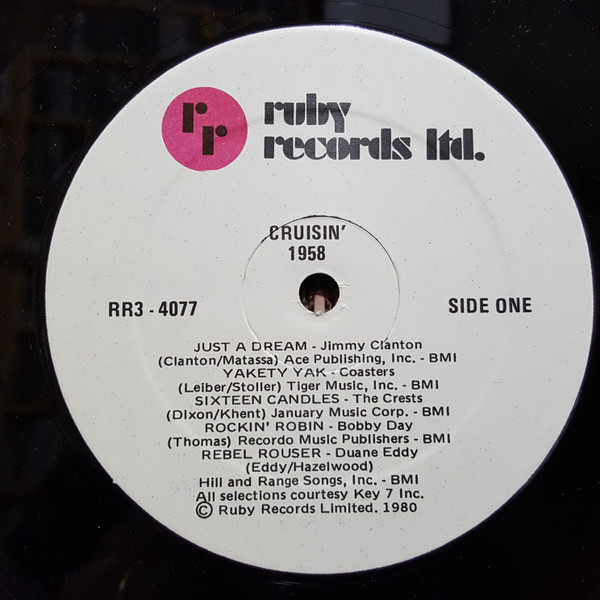 rr
ruby
records ltd.
CRUISIN'
1958
RR3 - 4077
SIDE ONE
JUST A DREAM - Jimmy Clanton
(Clanton/Matassa) Ace Publishing, Inc. - BMI
YAKETY YAK - Coasters
(Leiber/Stoller) Tiger Music, Inc. - BMI
SIXTEEN CANDLES - The Crests
(Dixon/Khent) January Music Corp. - BMI
ROCKIN' ROBIN - Bobby Day
(Thomas) Recordo Music Publishers - BMI
REBEL ROUSER - Duane Eddy
(Eddy/Hazelwood)
Hill and Range Songs, Inc. - BMI
All selections courtesy Key 7 Inc.
© Ruby Records Limited. 1980